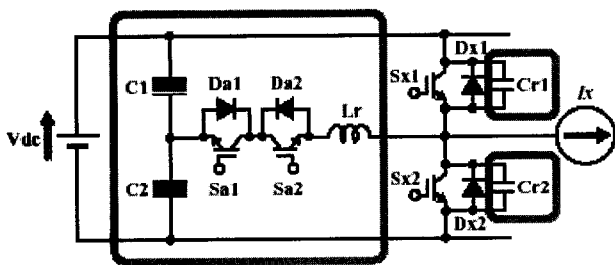 Dx1
Ix
Sx1
Cr1
C1
Da1
Da2
Lr
Vdc
C2
Sa1
Sa2
Sx2
Cr2
Dx2